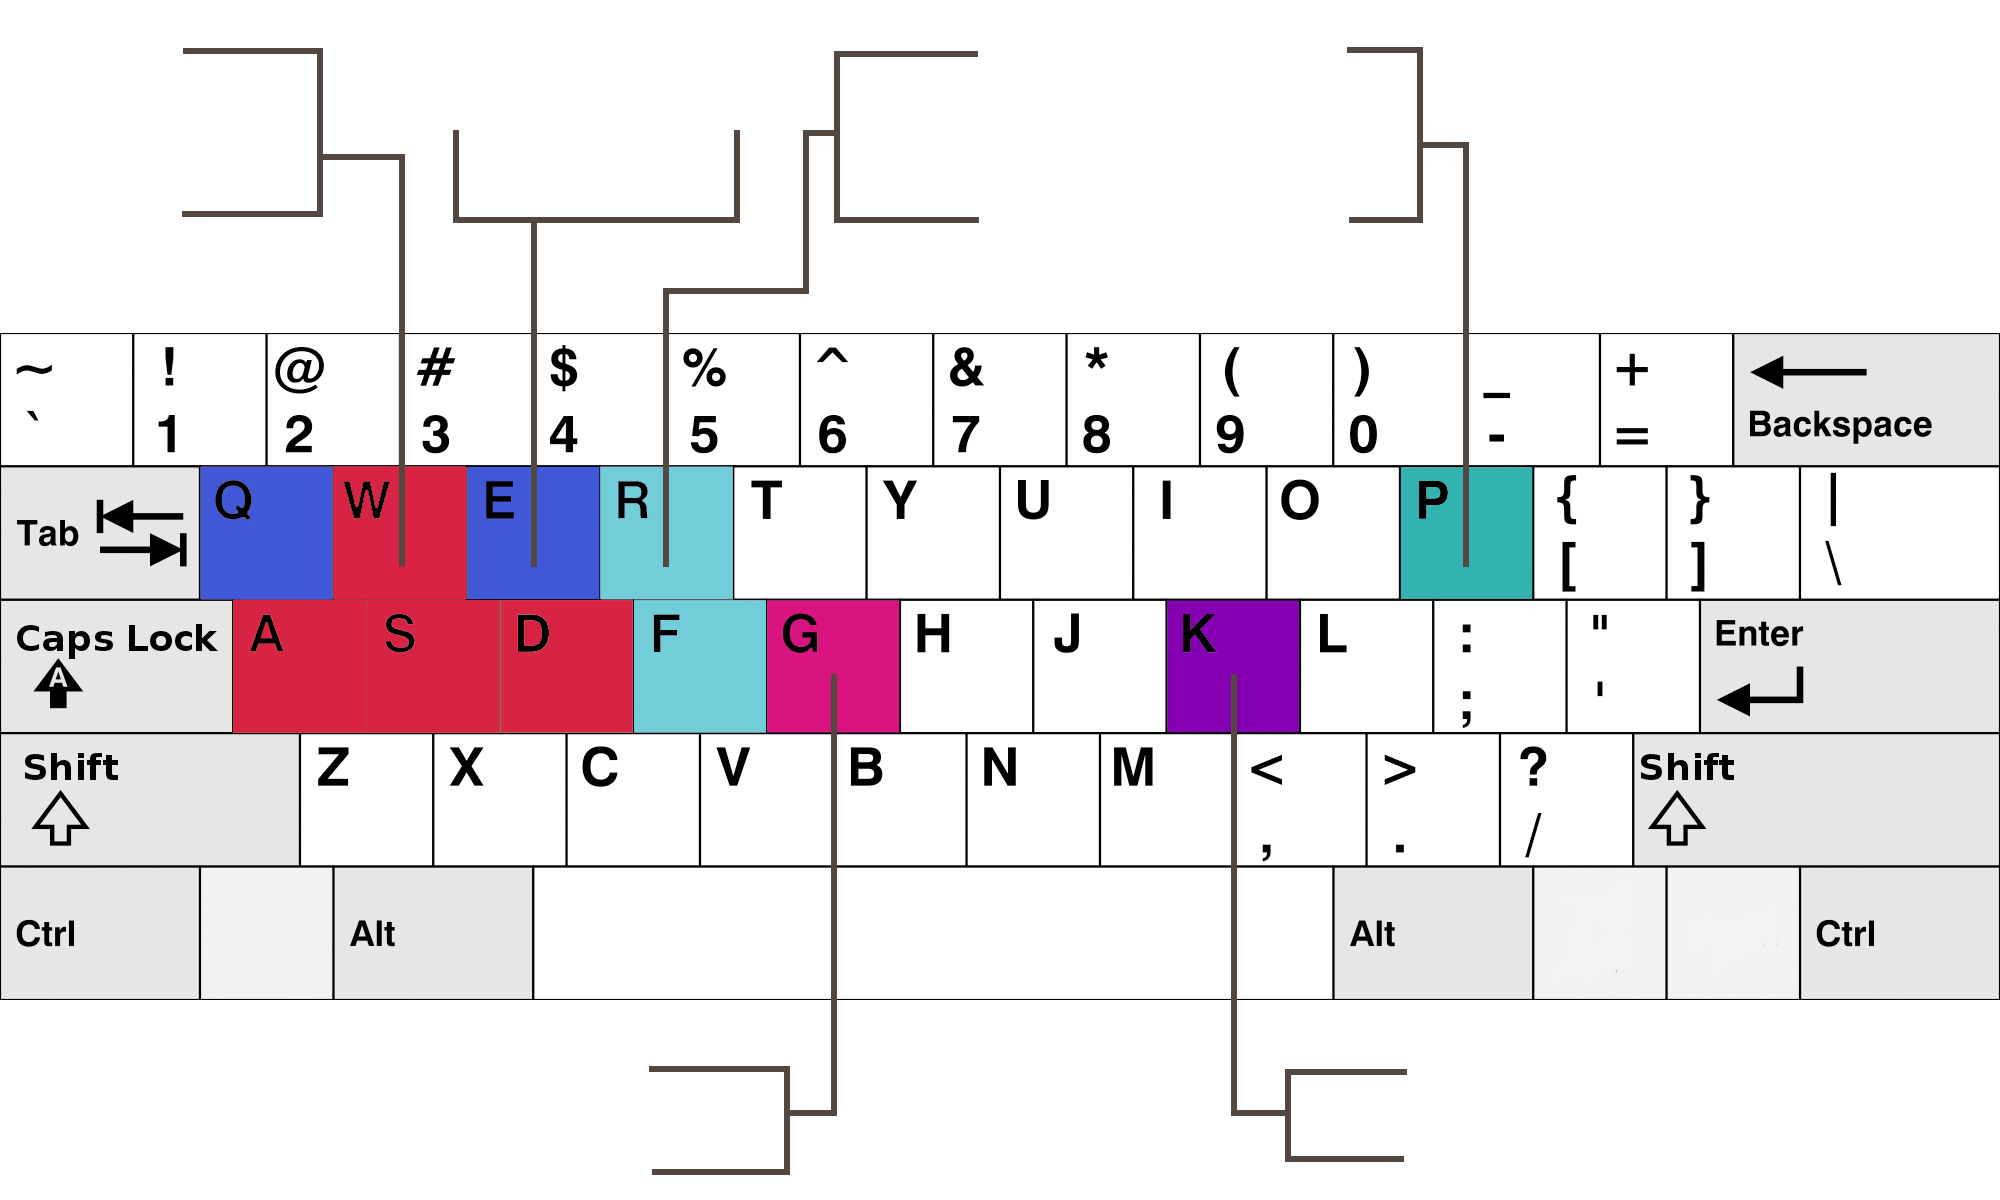 ~ ! @ # $ % ^ & * ( ) _ +
` 1 2 3 4 5 6 7 8 9 0 - = Backspace
Tab Q W E R T Y U I O P { } |
[ ] \
Caps Lock A S D F G H J K L : " Enter
A ; '
Shift Z X C V B N M < > ? Shift
, . /
Ctrl Alt Alt Ctrl